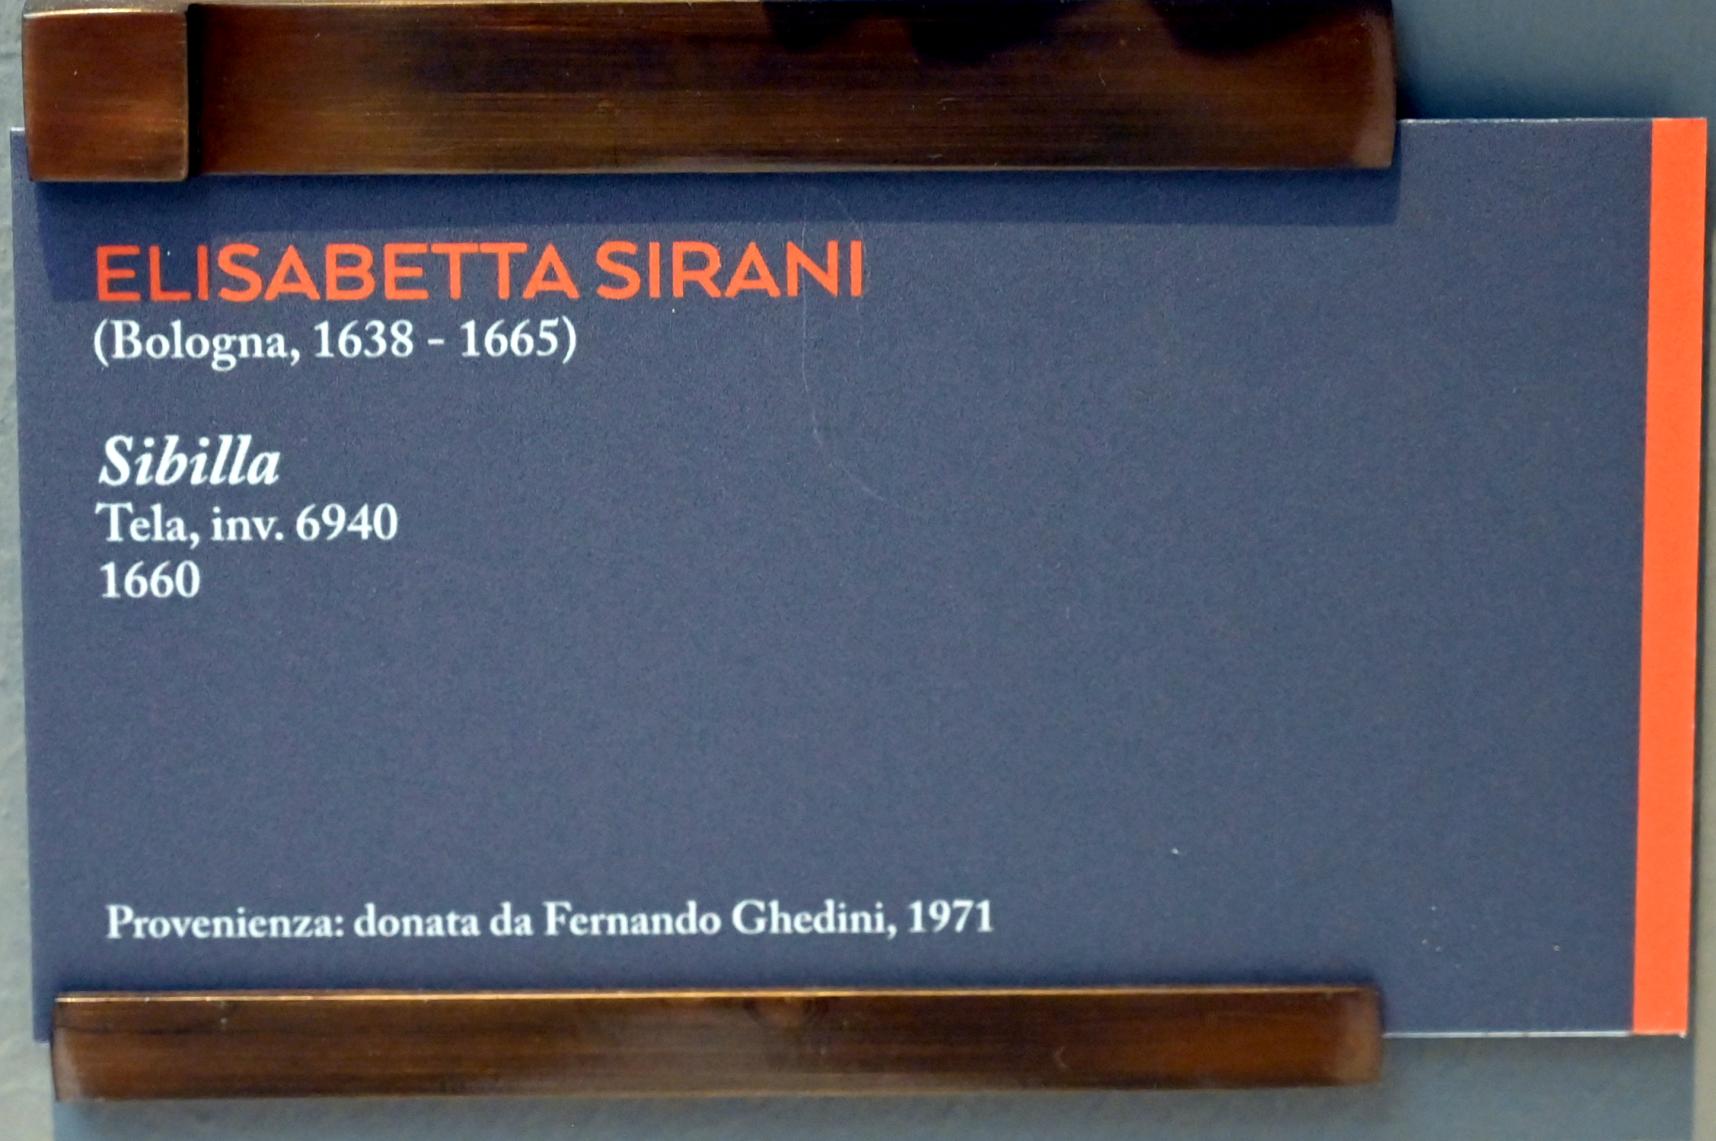 ELISABETTA SIRANI
(Bologna, 1638 - 1665)
Sibilla
Tela, inv. 6940
1660
Provenienza: donata da Fernando Ghedini, 1971